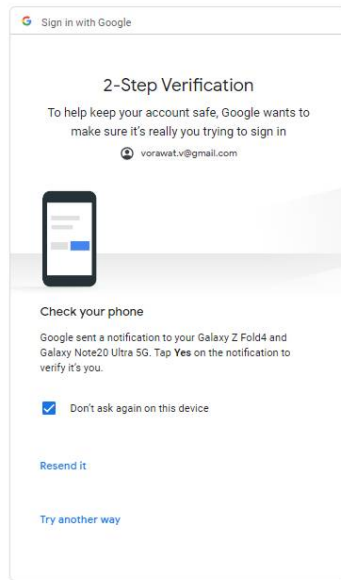 Sign in with Google
2-Step Verification
To help keep your account safe, Google wants to
make sure it's really you trying to sign in
vorawat.v@gmail.com
Check your phone
Google sent a notification to your Galaxy Z Fold4 and
Galaxy Note20 Ultra 5G. Tap Yes on the notification to
verify it's you.
Don't ask again on this device
Resend it
Try another way